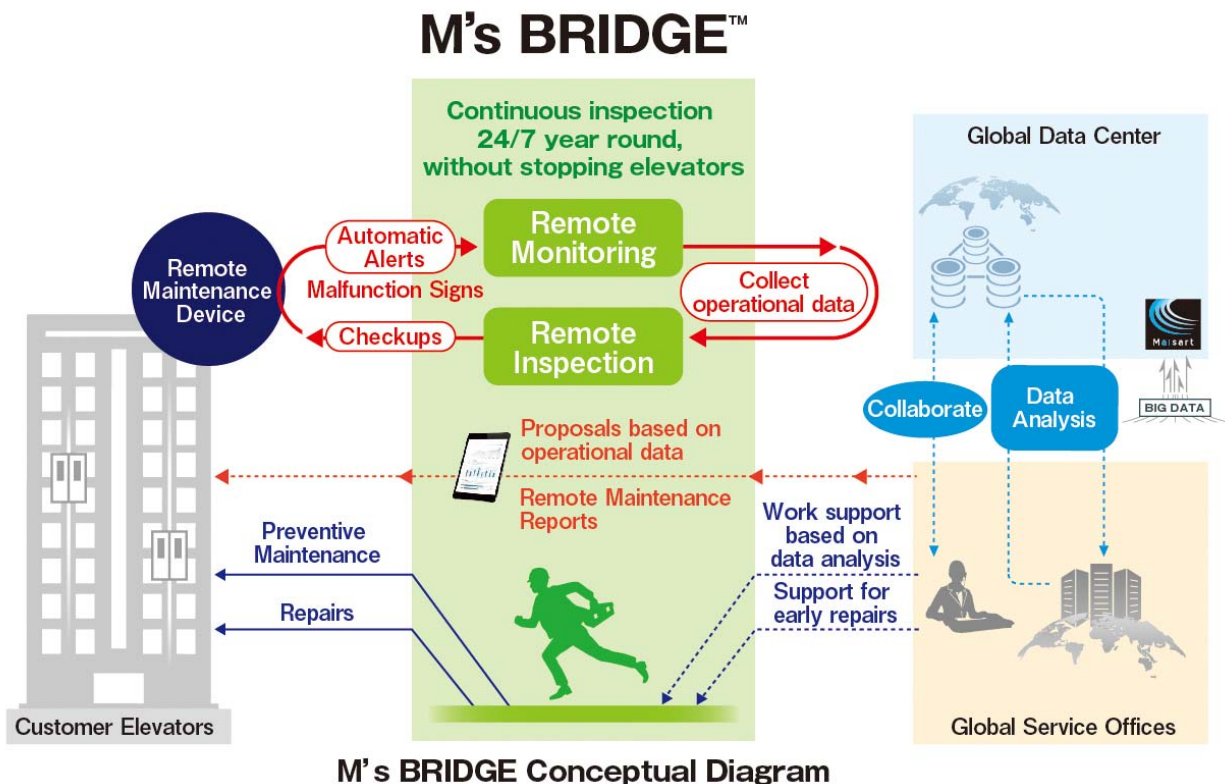 M's BRIDGE™
Continuous inspection
24/7 year round,
without stopping elevators
Global Data Center
Remote
Maintenance
Device
Automatic
Alerts
Malfunction Signs
Checkups
Remote
Monitoring
Remote
Inspection
Collect
operational data
Maisart
BIG DATA
Collaborate
Data
Analysis
Proposals based on
operational data
Remote Maintenance
Reports
Preventive
Maintenance
Repairs
Work support
based on
data analysis
Support for
early repairs
Customer Elevators
Global Service Offices
M's BRIDGE Conceptual Diagram